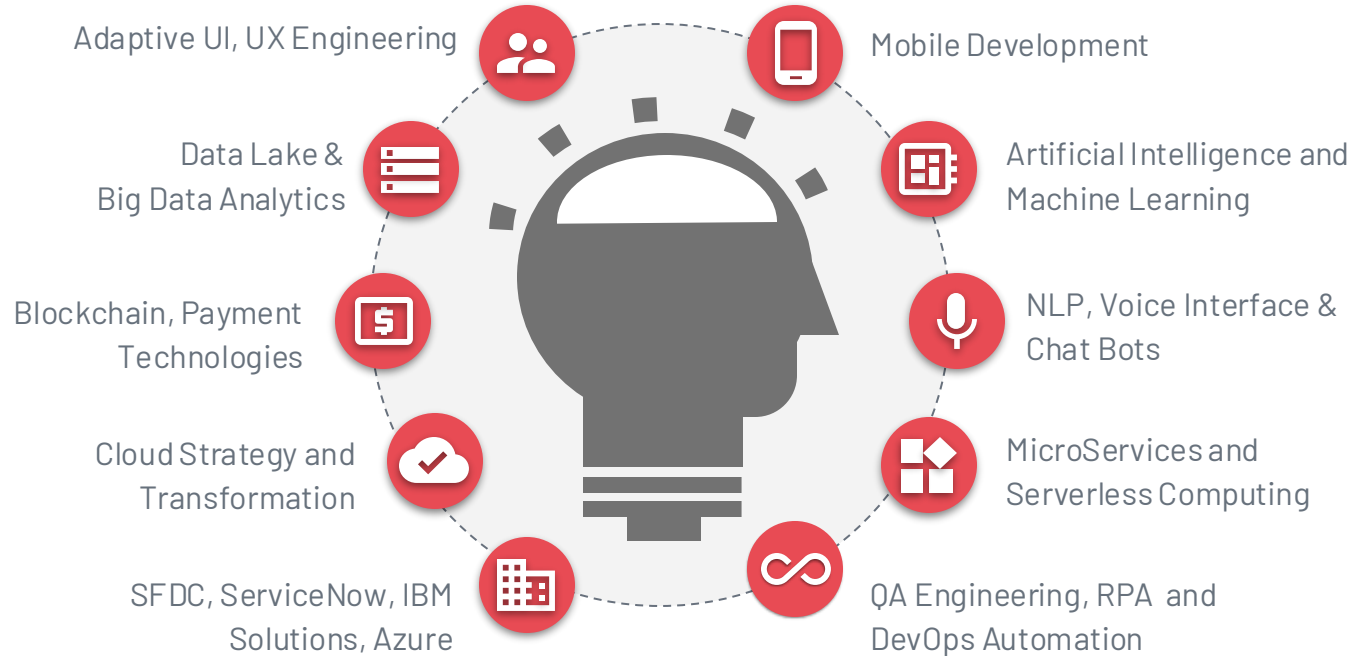 Adaptive UI, UX Engineering
Mobile Development
Data Lake &
Big Data Analytics
Artificial Intelligence and
Machine Learning
Blockchain, Payment
Technologies
NLP, Voice Interface &
Chat Bots
Cloud Strategy and
Transformation
MicroServices and
Serverless Computing
SFDC, ServiceNow, IBM
Solutions, Azure
QA Engineering, RPA and
DevOps Automation